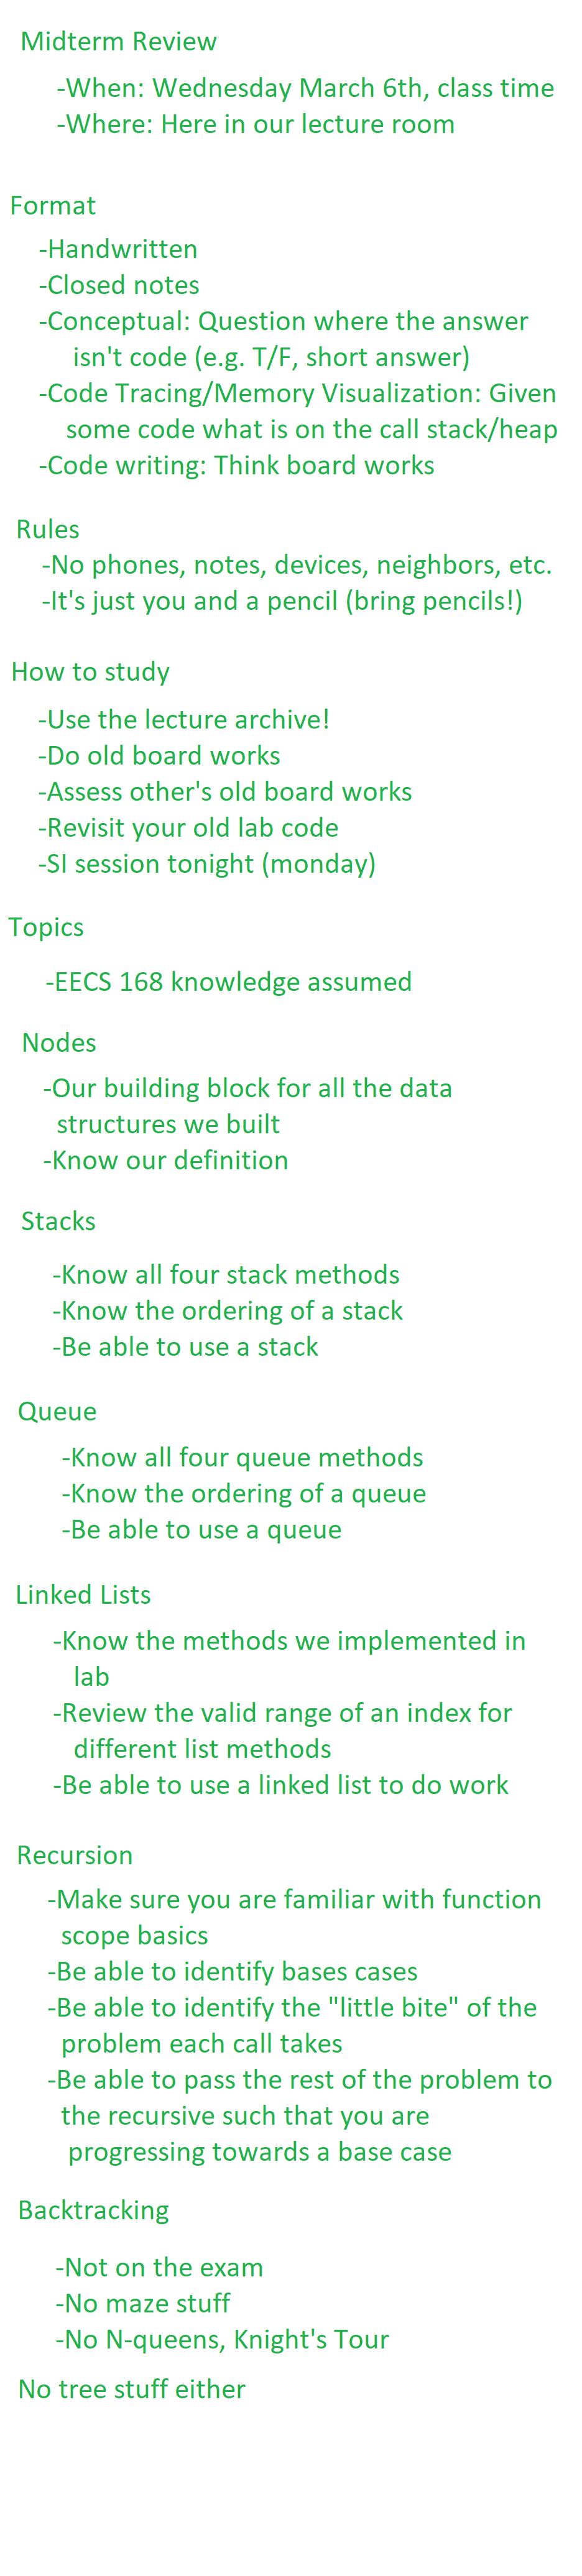 Midterm Review
-When: Wednesday March 6th, class time
-Where: Here in our lecture room
Format
-Handwritten
-Closed notes
-Conceptual: Question where the answer
isn't code (e.g. T/F, short answer)
-Code Tracing/Memory Visualization: Given
some code what is on the call stack/heap
-Code writing: Think board works
Rules
-No phones, notes, devices, neighbors, etc.
-It's just you and a pencil (bring pencils!)
How to study
-Use the lecture archive!
-Do old board works
-Assess other's old board works
-Revisit your old lab code
-SI session tonight (monday)
Topics
-EECS 168 knowledge assumed
Nodes
-Our building block for all the data
structures we built
-Know our definition
Stacks
-Know all four stack methods
-Know the ordering of a stack
-Be able to use a stack
Queue
-Know all four queue methods
-Know the ordering of a queue
-Be able to use a queue
Linked Lists
-Know the methods we implemented in
lab
-Review the valid range of an index for
different list methods
-Be able to use a linked list to do work
Recursion
-Make sure you are familiar with function
scope basics
-Be able to identify bases cases
-Be able to identify the "little bite" of the
problem each call takes
-Be able to pass the rest of the problem to
the recursive such that you are
progressing towards a base case
Backtracking
-Not on the exam
-No maze stuff
-No N-queens, Knight's Tour
No tree stuff either